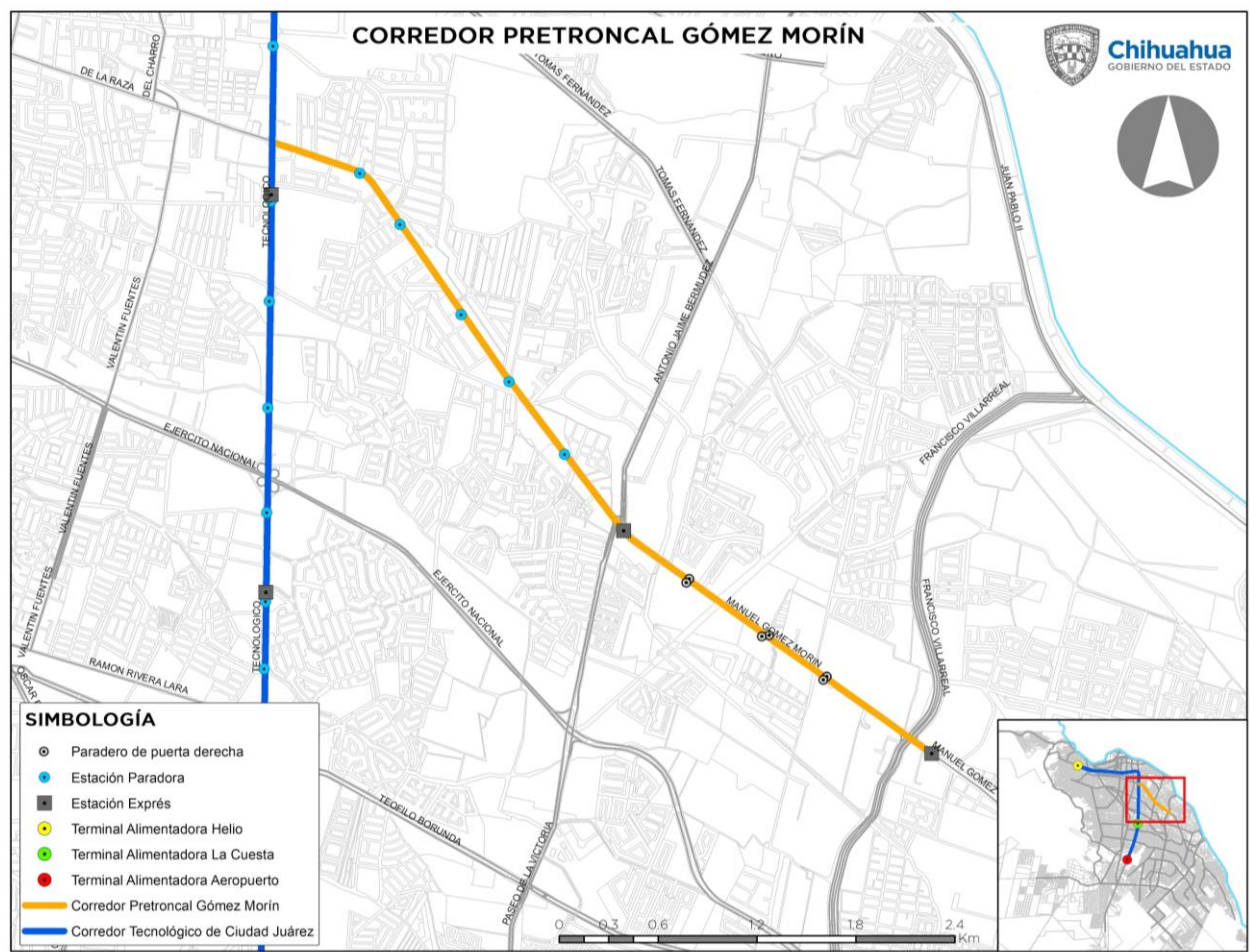 CORREDOR PRETRONCAL GÓMEZ MORÍN
Chihuahua
GOBIERNO DEL ESTADO
DE LA RAZA
DEL CHARRO
TOMAS FERNANDEZ
TOMAS FERNANDEZ
JUAN PABLO II
TECNOLOGICO
VALENTIN FUENTES
ANTONIO JAIME BERMUDEZ
FRANCISCO VILLARREAL
EJERCITO NACIONAL
VALENTIN FUENTES
VALENTIN FUENTES
EJERCITO NACIONAL
MANUEL GOMEZ MORIN
FRANCISCO VILLARREAL
TECNOLOGICO
RAMON RIVERA LARA
OSCAR
MANUEL GOMEZ
TEOFILO BORUNDA
PASEO DE LA VICTORIA
SIMBOLOGÍA
Paradero de puerta derecha
Estación Paradora
Estación Exprés
Terminal Alimentadora Helio
Terminal Alimentadora La Cuesta
Terminal Alimentadora Aeropuerto
Corredor Pretroncal Gómez Morín
Corredor Tecnológico de Ciudad Juárez
0 0.3 0.6 1.2 1.8 2.4
Km